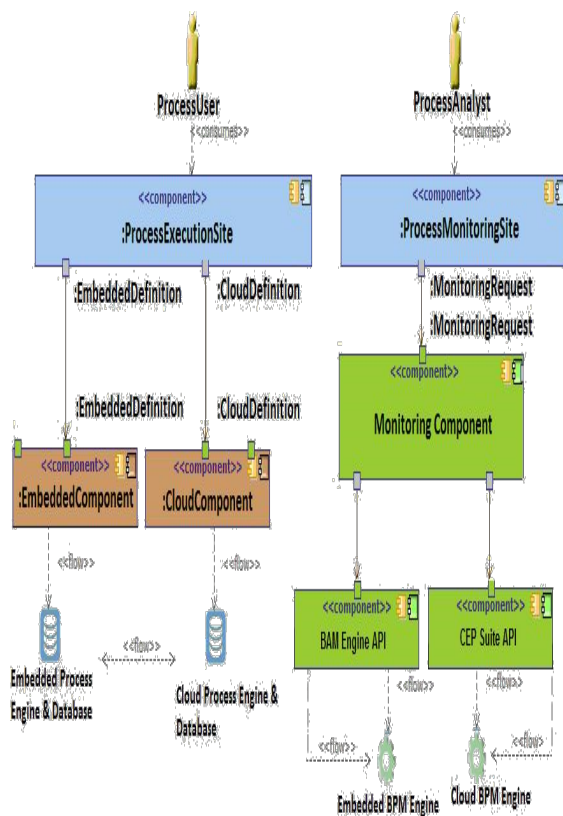 ProcessUser
<<consumes>>
<<component>>
:ProcessExecutionSite
:EmbeddedDefinition
:CloudDefinition
:EmbeddedDefinition
:CloudDefinition
<<component>>
:EmbeddedComponent
<<component>>
:CloudComponent
<<flow>>
<<flow>>
<<flow>>
Embedded Process
Engine & Database
Cloud Process Engine &
Database
ProcessAnalyst
<<consumes>>
<<component>>
:ProcessMonitoringSite
:MonitoringRequest
:MonitoringRequest
Monitoring Component
<<component>>
BAM Engine API
<<component>>
CEP Suite API
<<flow>>
<<flow>>
<<flow>>
<<flow>>
Embedded BPM Engine
Cloud BPM Engine